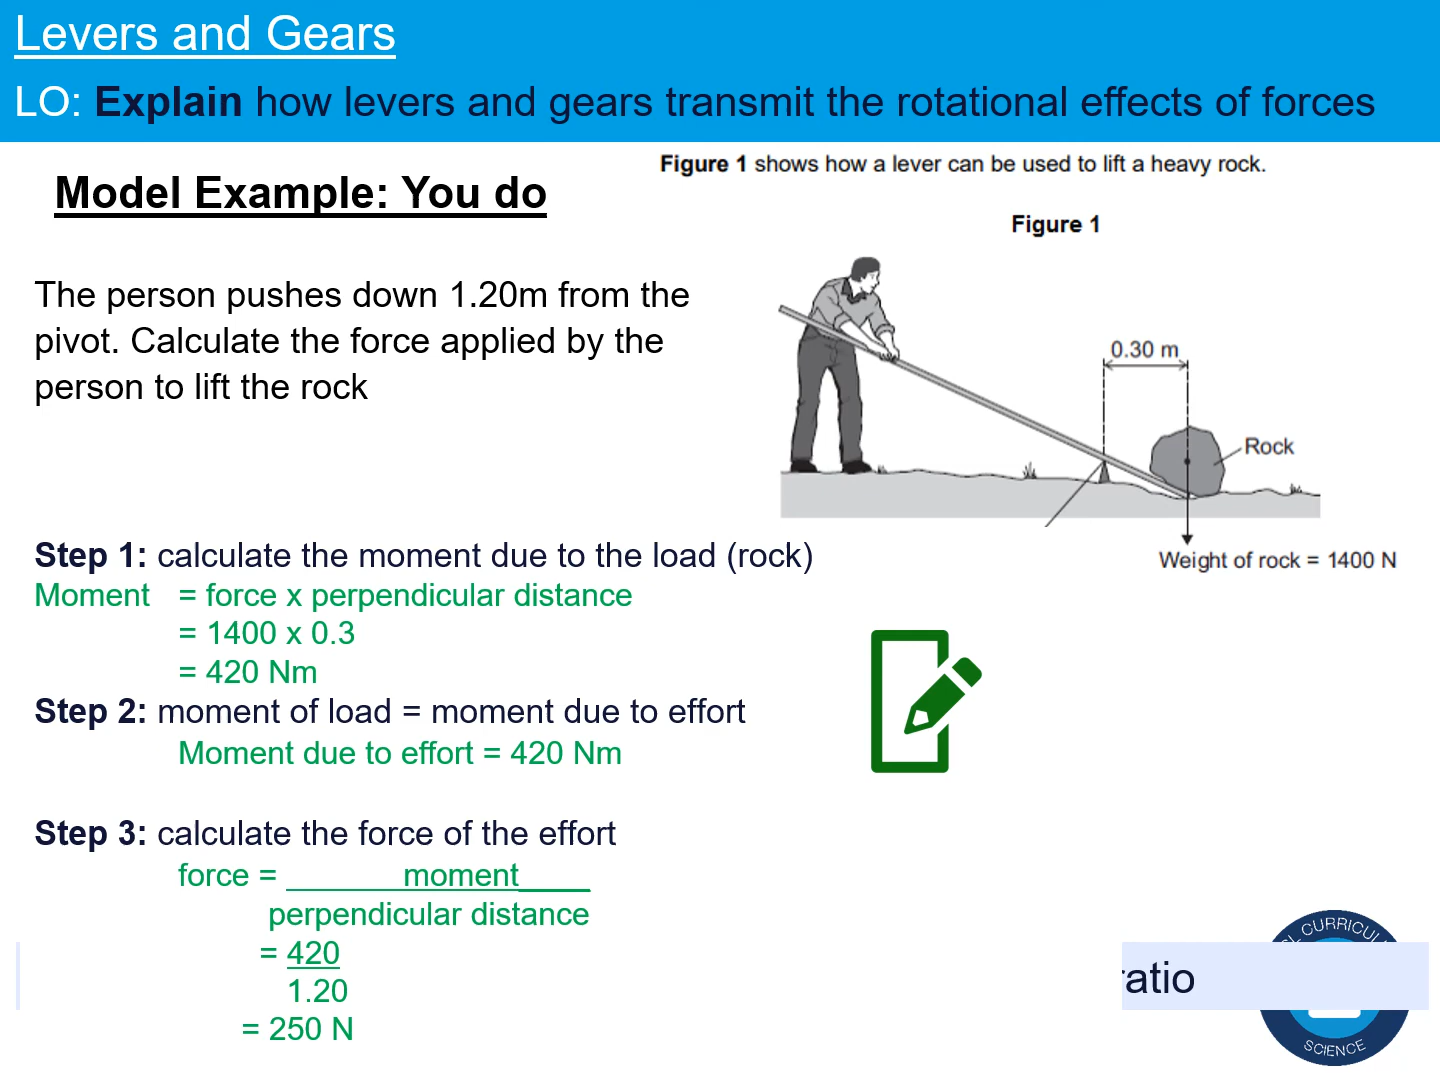 Levers and Gears
LO: Explain how levers and gears transmit the rotational effects of forces
Figure 1 shows how a lever can be used to lift a heavy rock.
Model Example: You do
Figure 1
The person pushes down 1.20m from the
pivot. Calculate the force applied by the
person to lift the rock
0.30 m
Rock
Weight of rock = 1400 N
Step 1: calculate the moment due to the load (rock)
Moment = force x perpendicular distance
= 1400 x 0.3
= 420 Nm
Step 2: moment of load = moment due to effort
Moment due to effort = 420 Nm
Step 3: calculate the force of the effort
force = moment
perpendicular distance
= 420
1.20
= 250 N
SCIENCE